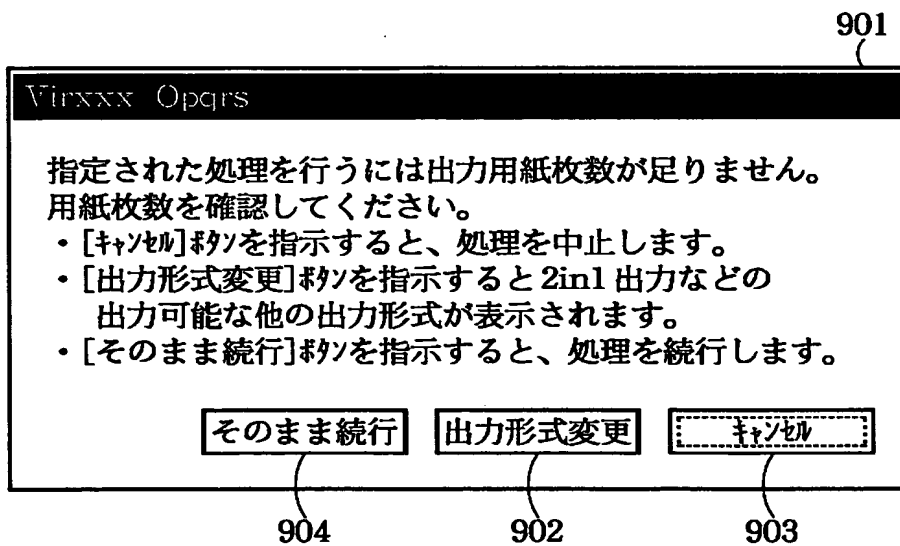 901
Virxxx Opqrs
指定された処理を行うには出力用紙枚数が足りません。
用紙枚数を確認してください。
・[ｷｬﾝｾﾙ]ﾎﾞﾀﾝを指示すると、処理を中止します。
・[出力形式変更]ﾎﾞﾀﾝを指示すると2in1 出力などの
出力可能な他の出力形式が表示されます。
・[そのまま続行]ﾎﾞﾀﾝを指示すると、処理を続行します。
そのまま続行 出力形式変更 ｷｬﾝｾﾙ
904 902 903